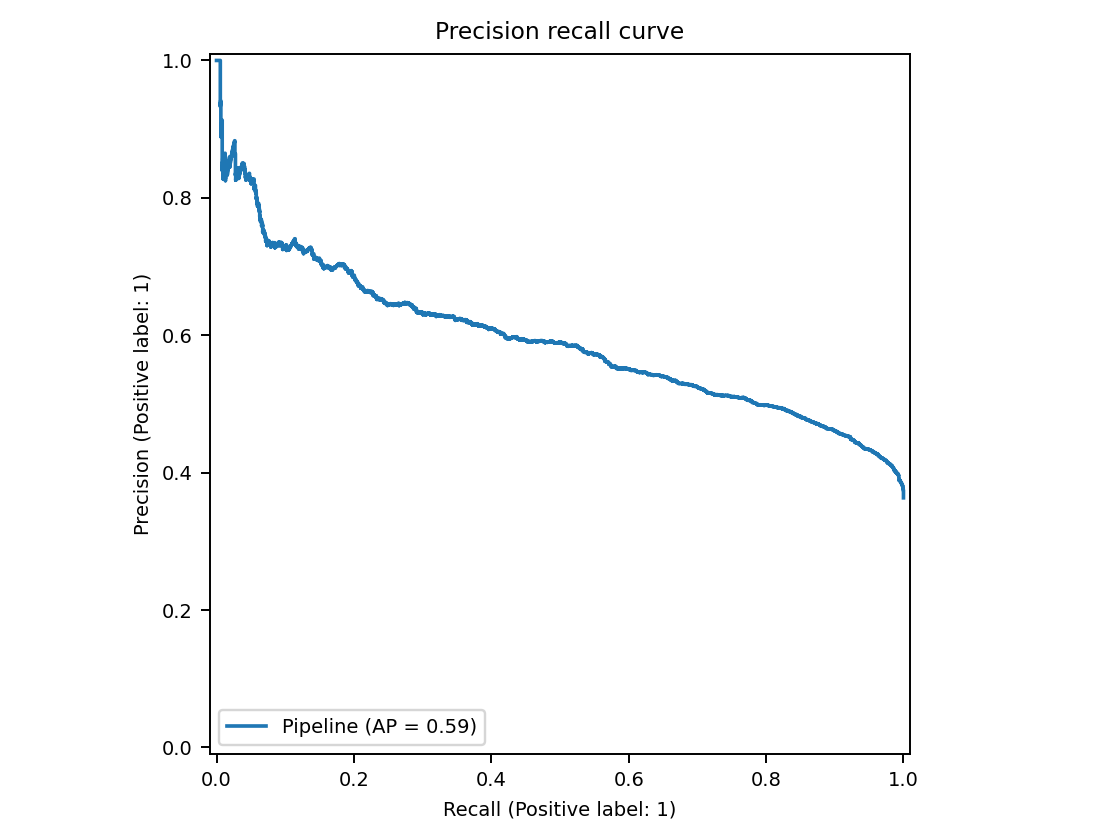 Precision recall curve
1.0
0.8
0.6
0.4
0.2
0.0
Precision (Positive label: 1)
Pipeline (AP = 0.59)
0.0 0.2 0.4 0.6 0.8 1.0
Recall (Positive label: 1)